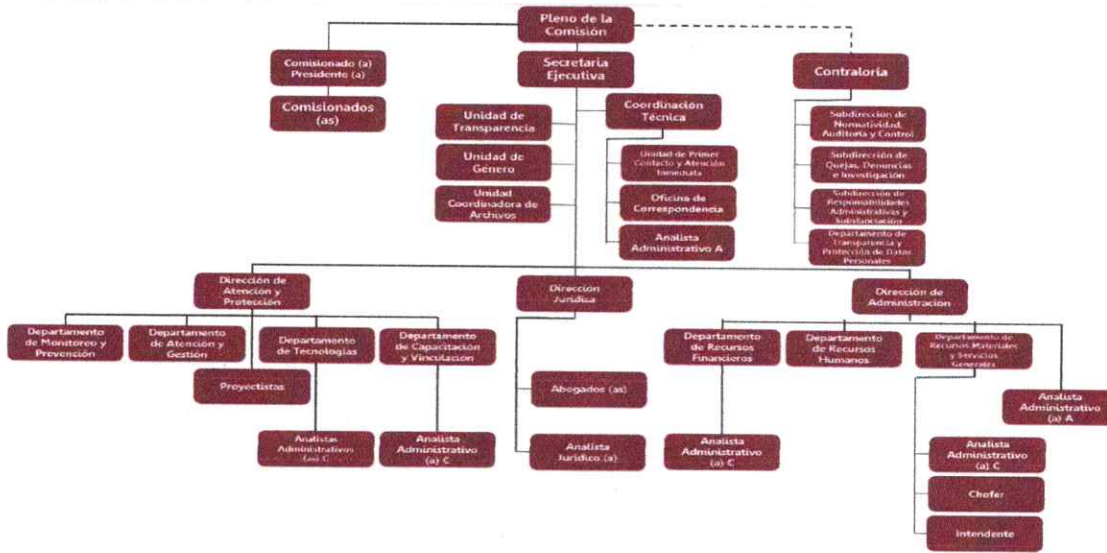 Pleno de la
Comisión
Comisionado (a)
Presidente (a)
Secretaria
Ejecutiva
Contraloría
Comisionados
(as)
Coordinación
Técnica
Unidad de
Transparencia
Unidad de
Género
Unidad
Coordinadora de
Archivos
Unidad de Primer
Contacto y Atención
Inmediata
Oficina de
Correspondencia
Analista
Administrativo A
Subdirección de
Normatividad,
Auditoría y Control
Subdirección de
Quejas, Denuncias
e Investigación
Subdirección de
Responsabilidades
Administrativas y
Substanciación
Departamento de
Transparencia y
Protección de Datos
Personales
Dirección de
Atención y
Protección
Dirección
Jurídica
Dirección de
Administración
Departamento
de Monitoreo y
Prevención
Departamento
de Atención y
Gestión
Departamento
de Tecnologías
Departamento
de Capacitación
y Vinculación
Departamento
de Recursos
Financieros
Departamento
de Recursos
Humanos
Departamento de
Recursos Materiales
y Servicios
Generales
Proyectistas
Abogados (as)
Analista
Administrativo
(a) A
Analistas
Administrativos
(as) C
Analista
Administrativo
(a) C
Analista
Jurídico (a)
Analista
Administrativo
(a) C
Analista
Administrativo
(a) C
Chofer
Intendente